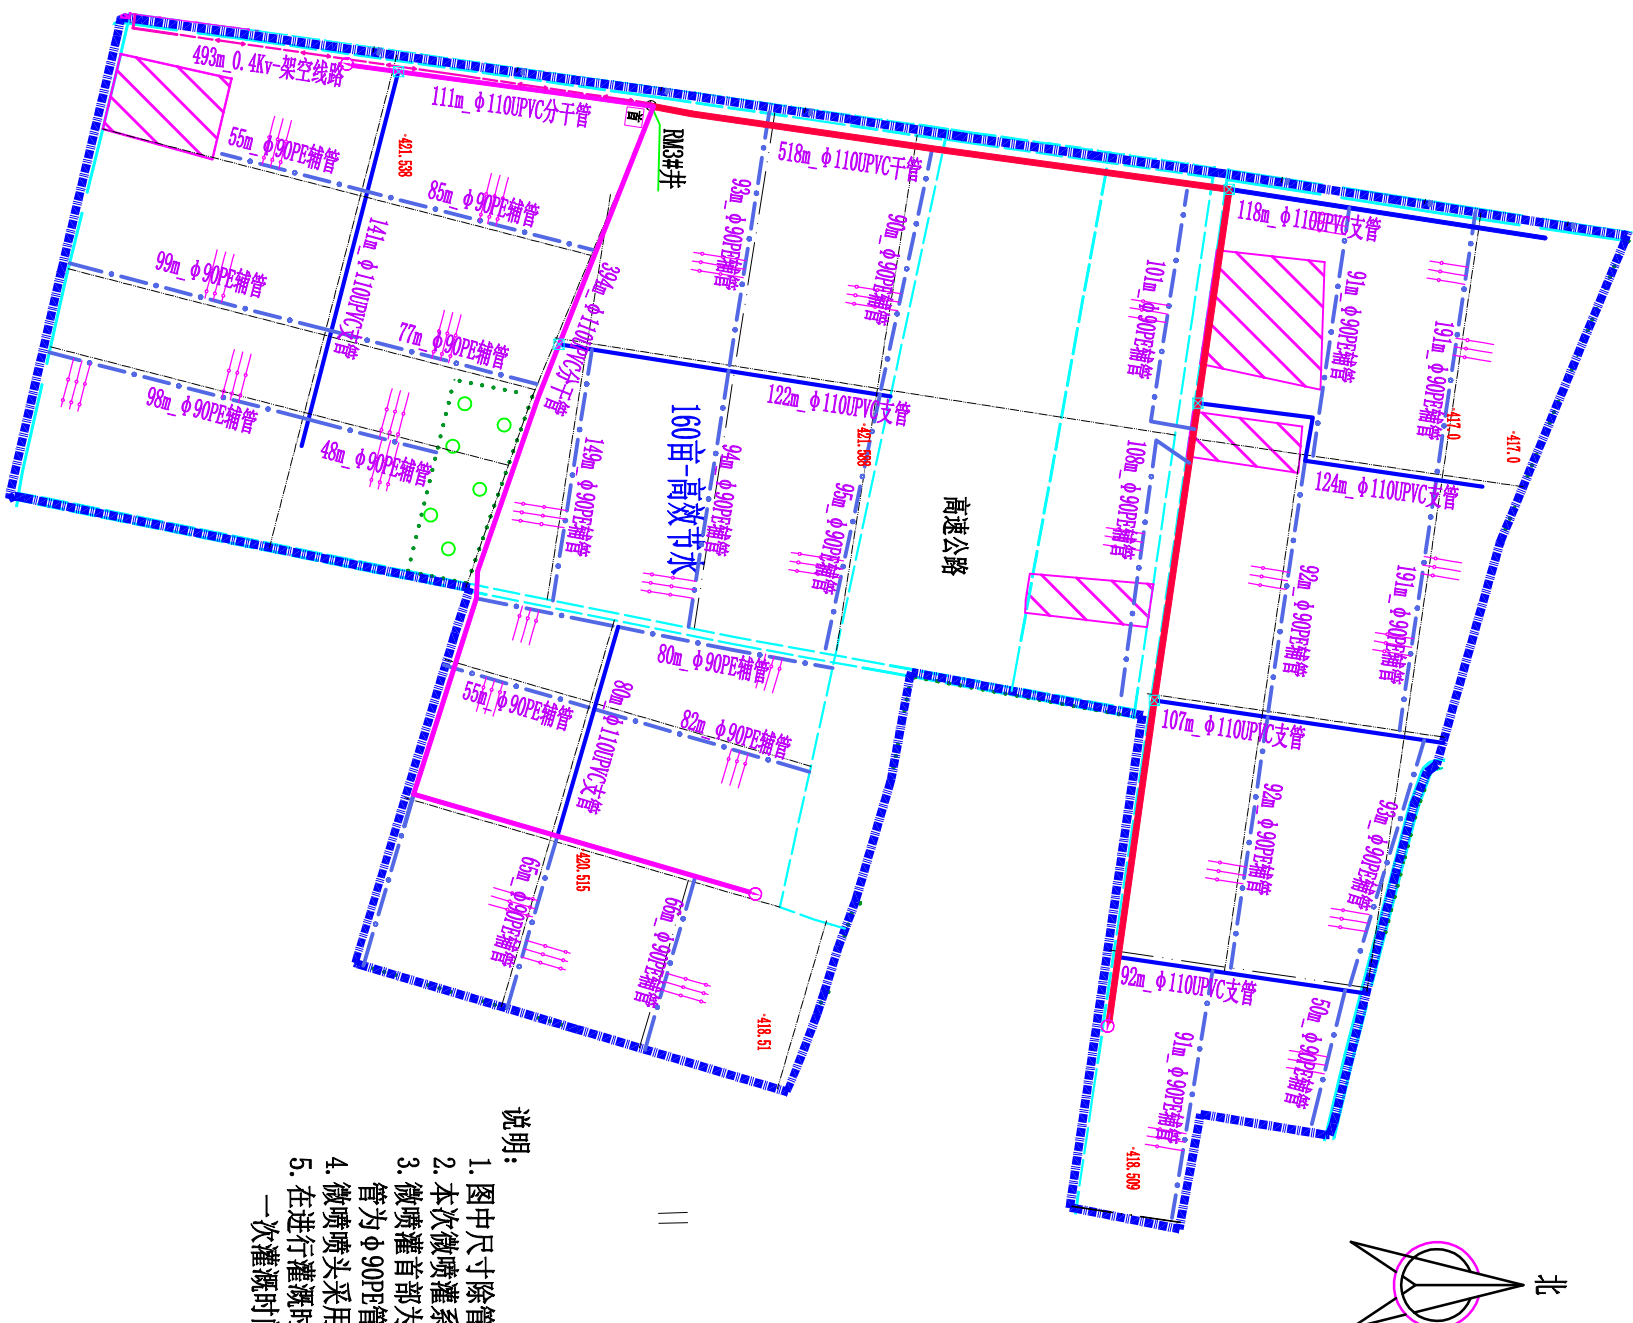 493m_0.4Kv-架空线路
111m_φ110UPVC分干管
首
RM3#井
518m_φ110UPVC干管
118m_φ110UPVC支管
55m_φ90PE辅管
-421.538
85m_φ90PE辅管
93m_φ90PE辅管
90m_φ90PE辅管
101m_φ90PE辅管
91m_φ90PE辅管
191m_φ90PE辅管
-417.0
-417.0
99m_φ90PE辅管
141m_φ110UPVC支管
77m_φ90PE辅管
394m_φ110UPVC分干管
122m_φ110UPVC支管
98m_φ90PE辅管
48m_φ90PE辅管
149m_φ90PE辅管
160亩-高效节水
94m_φ90PE辅管
95m_φ90PE辅管
高速公路
108m_φ90PE辅管
124m_φ110UPVC支管
92m_φ90PE辅管
191m_φ90PE辅管
80m_φ90PE辅管
55m_φ90PE辅管
80m_φ110UPVC支管
82m_φ90PE辅管
107m_φ110UPVC支管
92m_φ90PE辅管
93m_φ90PE辅管
420.515
65m_φ90PE辅管
66m_φ90PE辅管
-418.51
92m_φ110UPVC支管
91m_φ90PE辅管
50m_φ90PE辅管
-418.509
北
说明:
1.图中尺寸除管
2.本次微喷灌系
3.微喷灌首部为
管为φ90PE管
4.微喷喷头采用
5.在进行灌溉时
一次灌溉时